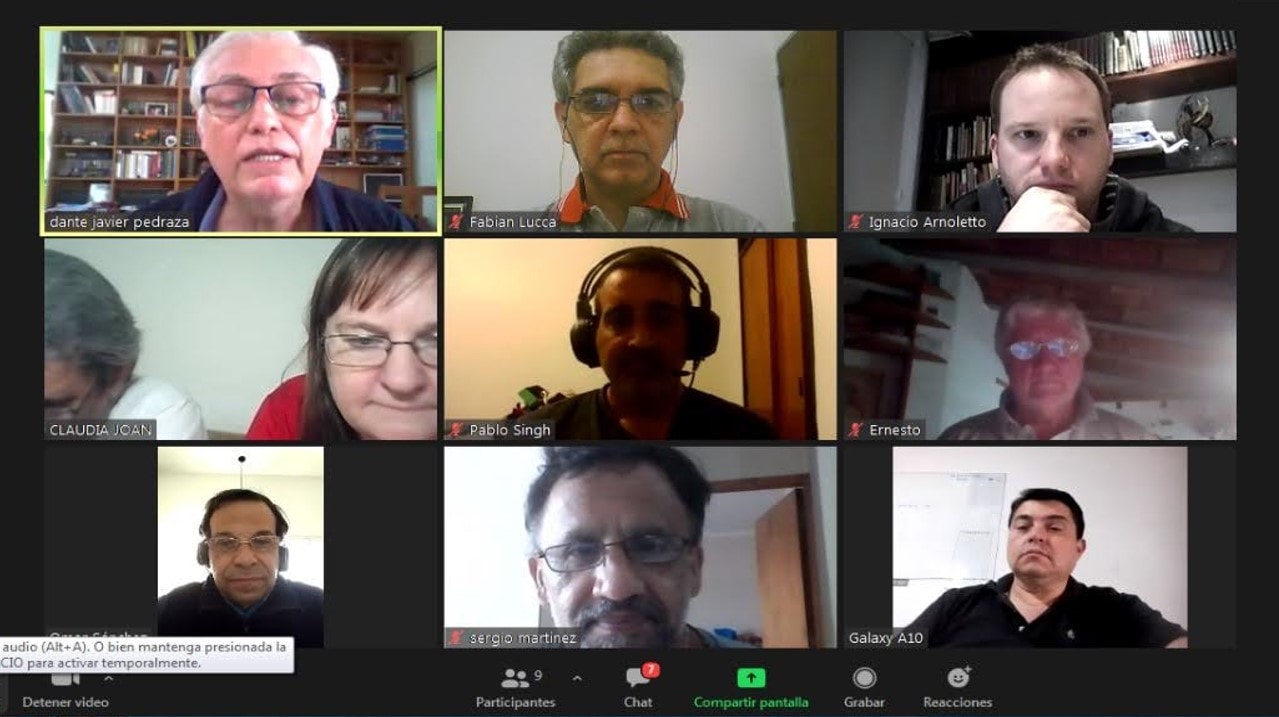 dante javier pedraza
Fabian Lucca
Ignacio Arnoletto
CLAUDIA JOAN
Pablo Singh
Ernesto
sergio martinez
Galaxy A10
audio (Alt+A). O bien mantenga presionada la
CIO para activar temporalmente.
9
7
Detener video
Participantes
Chat
Compartir pantalla
Grabar
Reacciones